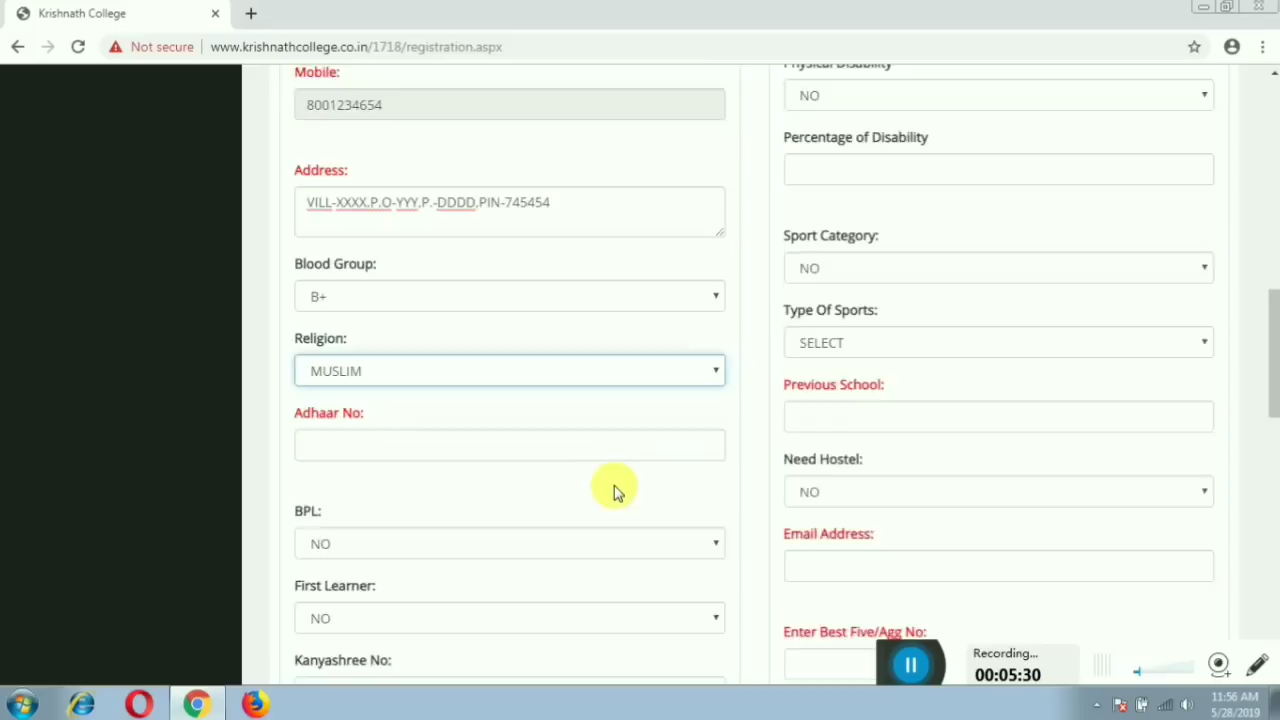 Krishnath College
Not secure
www.krishnathcollege.co.in/1718/registration.aspx
Mobile:
8001234654
Address:
VILL-XXXX,P.O-YYY,P.-DDDD,PIN-745454
Blood Group:
B+
Religion:
MUSLIM
Adhaar No:
BPL:
NO
First Learner:
NO
Kanyashree No:
Physical Disability
NO
Percentage of Disability
Sport Category:
NO
Type Of Sports:
SELECT
Previous School:
Need Hostel:
NO
Email Address:
Enter Best Five/Agg No:
Recording...
00:05:30
11:56 AM
5/28/2019